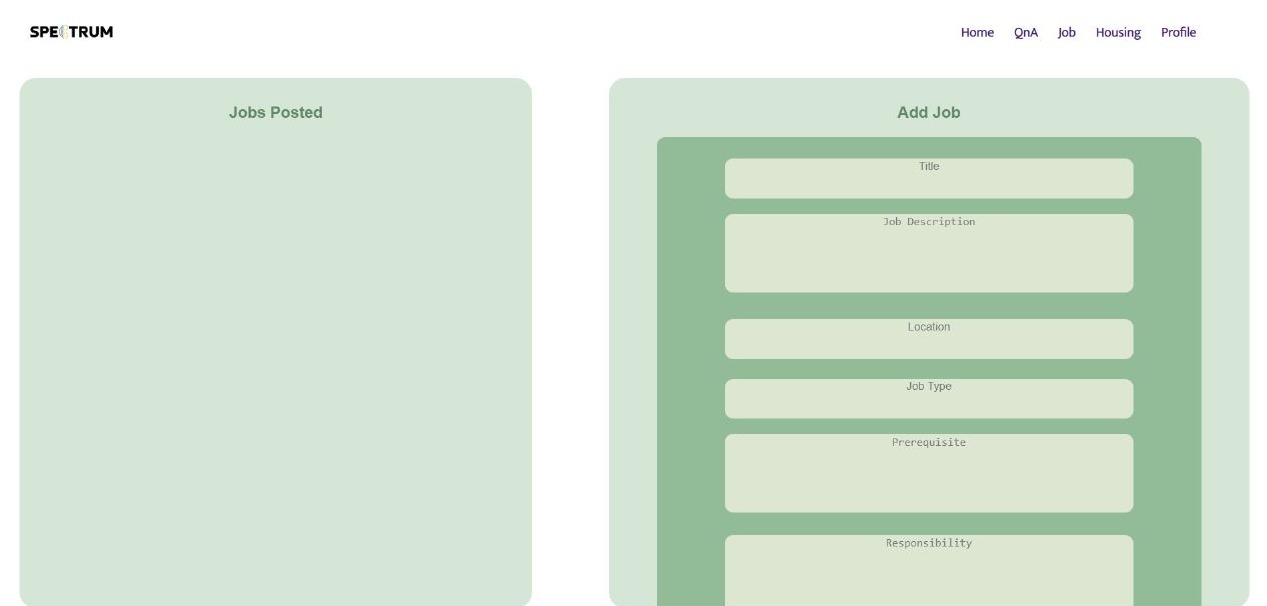 SPECTRUM
Home QnA Job Housing Profile
Jobs Posted
Add Job
Title
Job Description
Location
Job Type
Prerequisite
Responsibility